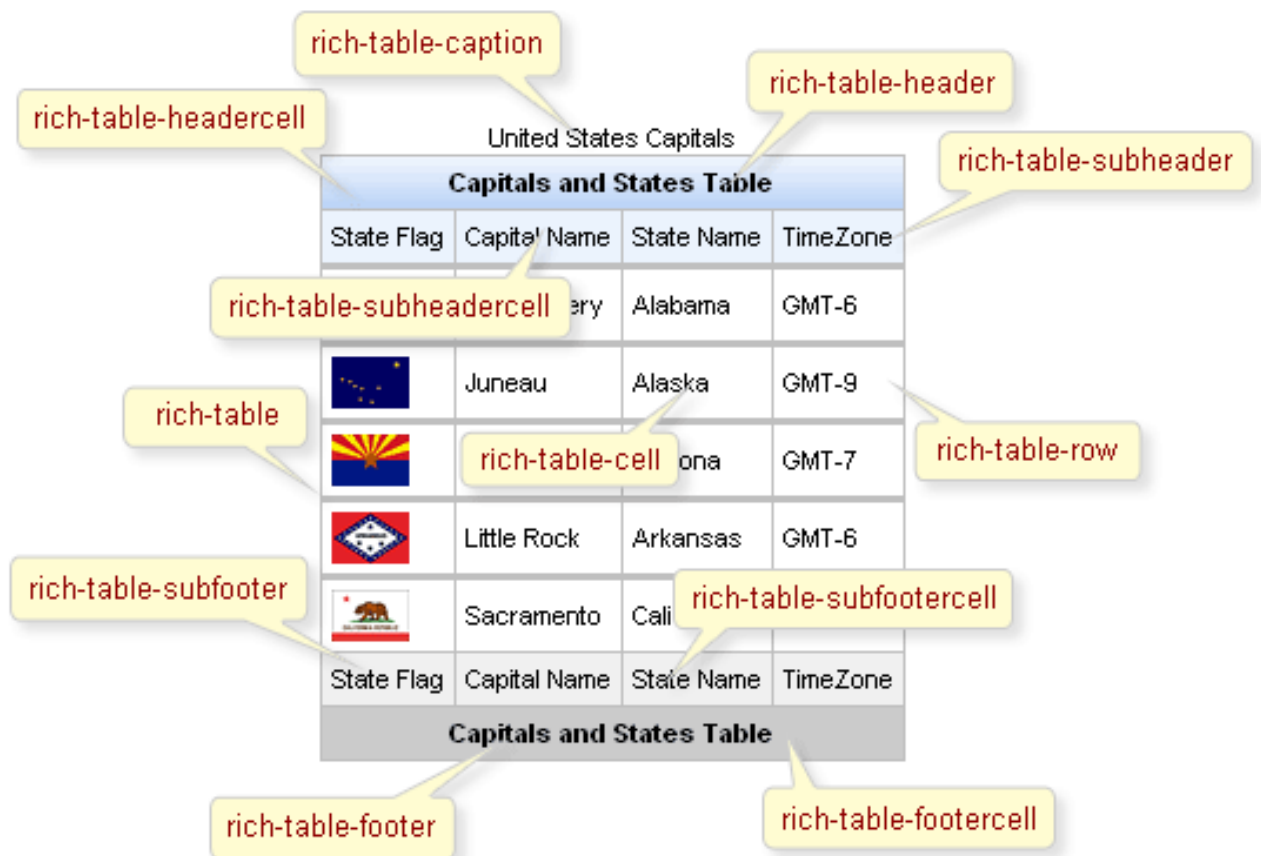 rich-table-caption
rich-table-header
rich-table-headercell
United States Capitals
rich-table-subheader
Capitals and States Table
State Flag Capital Name State Name TimeZone
rich-table-subheadercell
ery Alabama GMT-6
Juneau Alaska GMT-9
rich-table
rich-table-cell
ona GMT-7
rich-table-row
Little Rock Arkansas GMT-6
rich-table-subfooter
rich-table-subfootercell
Sacramento Cali
State Flag Capital Name State Name TimeZone
Capitals and States Table
rich-table-footer
rich-table-footercell